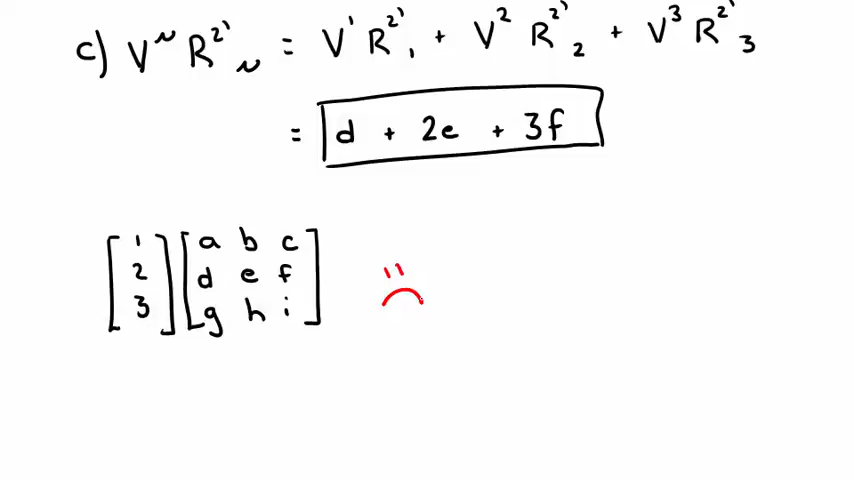 c) V^ν R^2'_ν = V^1 R^2'_1 + V^2 R^2'_2 + V^3 R^2'_3
= d + 2e + 3f
1 a b c
2 d e f
3 g h i